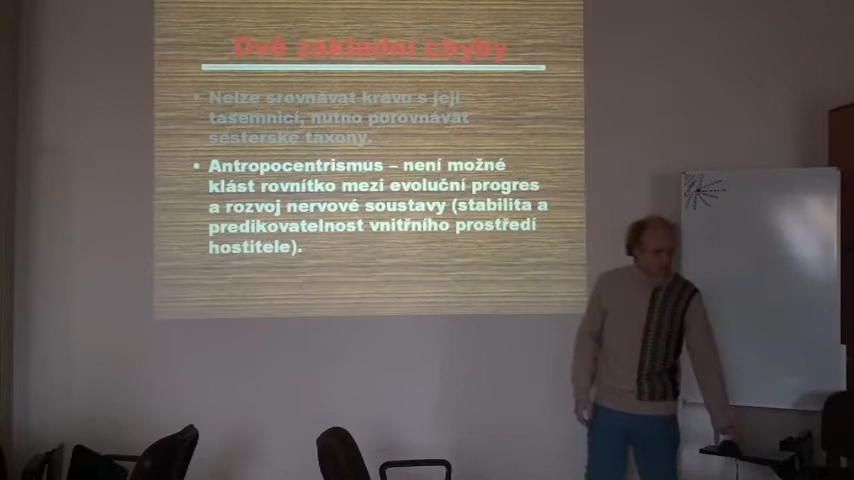 Dvě základní chyby
• Nelze srovnávat krávu s její
tasemnicí, nutno porovnávat
sesterské taxony.
• Antropocentrismus – není možné
klást rovnítko mezi evoluční progres
a rozvoj nervové soustavy (stabilita a
predikovatelnost vnitřního prostředí
hostitele).